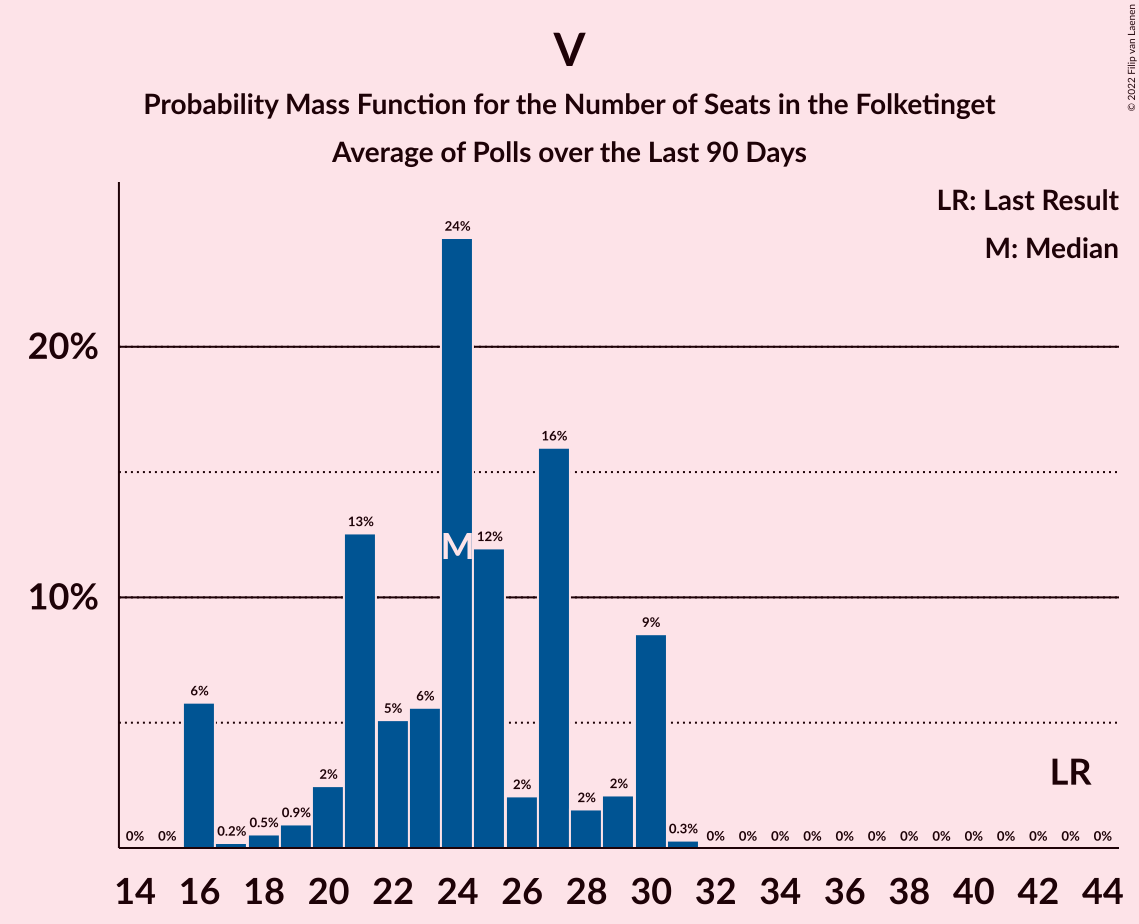 V
Probability Mass Function for the Number of Seats in the Folketinget
Average of Polls over the Last 90 Days
© 2022 Filip van Laenen
LR: Last Result
M: Median
20%
10%
0% 0% 6% 0.2% 0.5% 0.9% 2% 13% 5% 6% 24% 12% 2% 16% 2% 2% 9% 0.3% 0% 0% 0% 0% 0% 0% 0% 0% 0% 0% 0% 0% 0%
M
LR
14 16 18 20 22 24 26 28 30 32 34 36 38 40 42 44